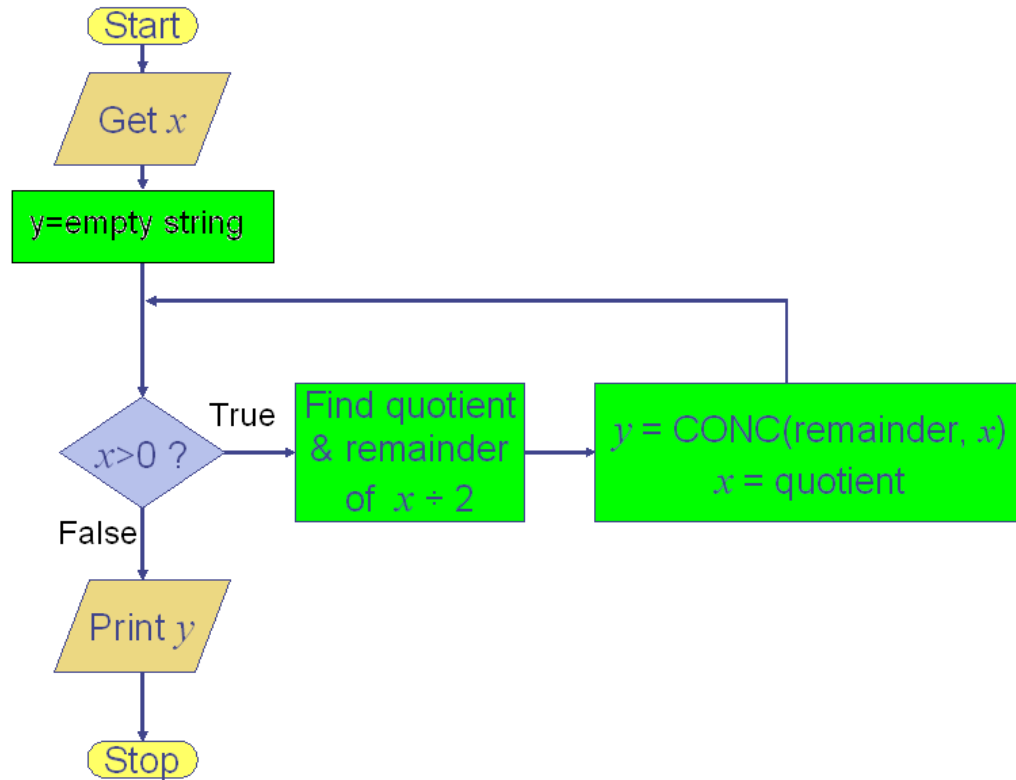 Start
Get x
y=empty string
x>0 ?
True
Find quotient
& remainder
of x ÷ 2
y = CONC(remainder, x)
x = quotient
False
Print y
Stop